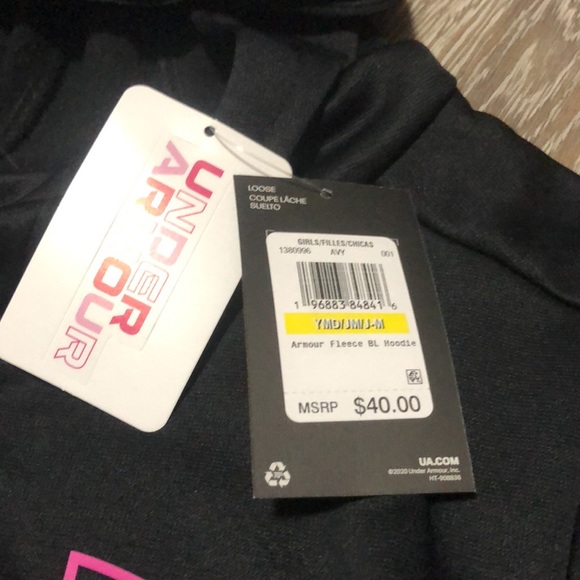 UNDER
ARMOUR
LOOSE
COUPE LÂCHE
SUELTO
GIRLS/FILLES/CHICAS
1380996 AVY 001
1 96883 84841 6
YMD/JM/J-M
Armour Fleece BL Hoodie
MSRP $40.00
UA.COM
©2020 Under Armour, Inc.